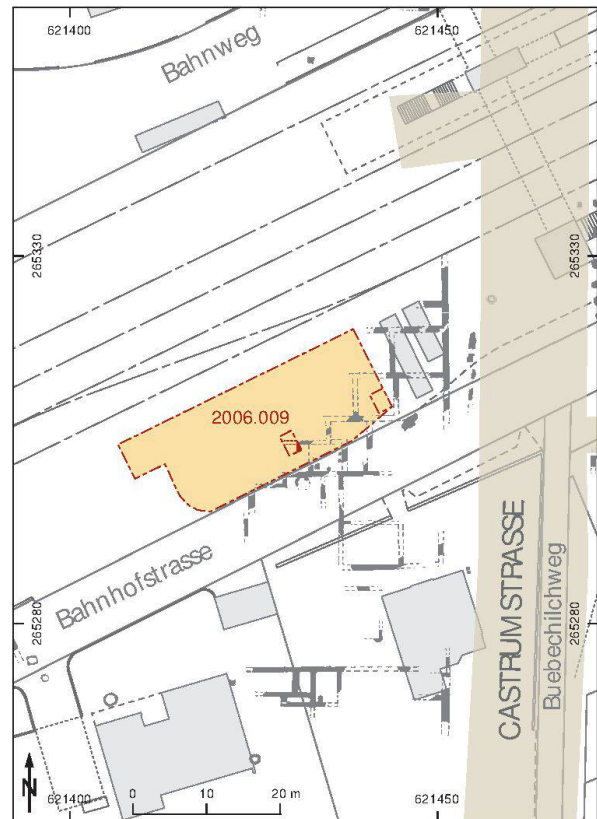 621400
621450
Bahnweg
265330
265330
2006.009
Bahnhofstrasse
CASTRUM STRASSE
Buebechilchweg
265280
265280
N
0 10 20 m
621400
621450